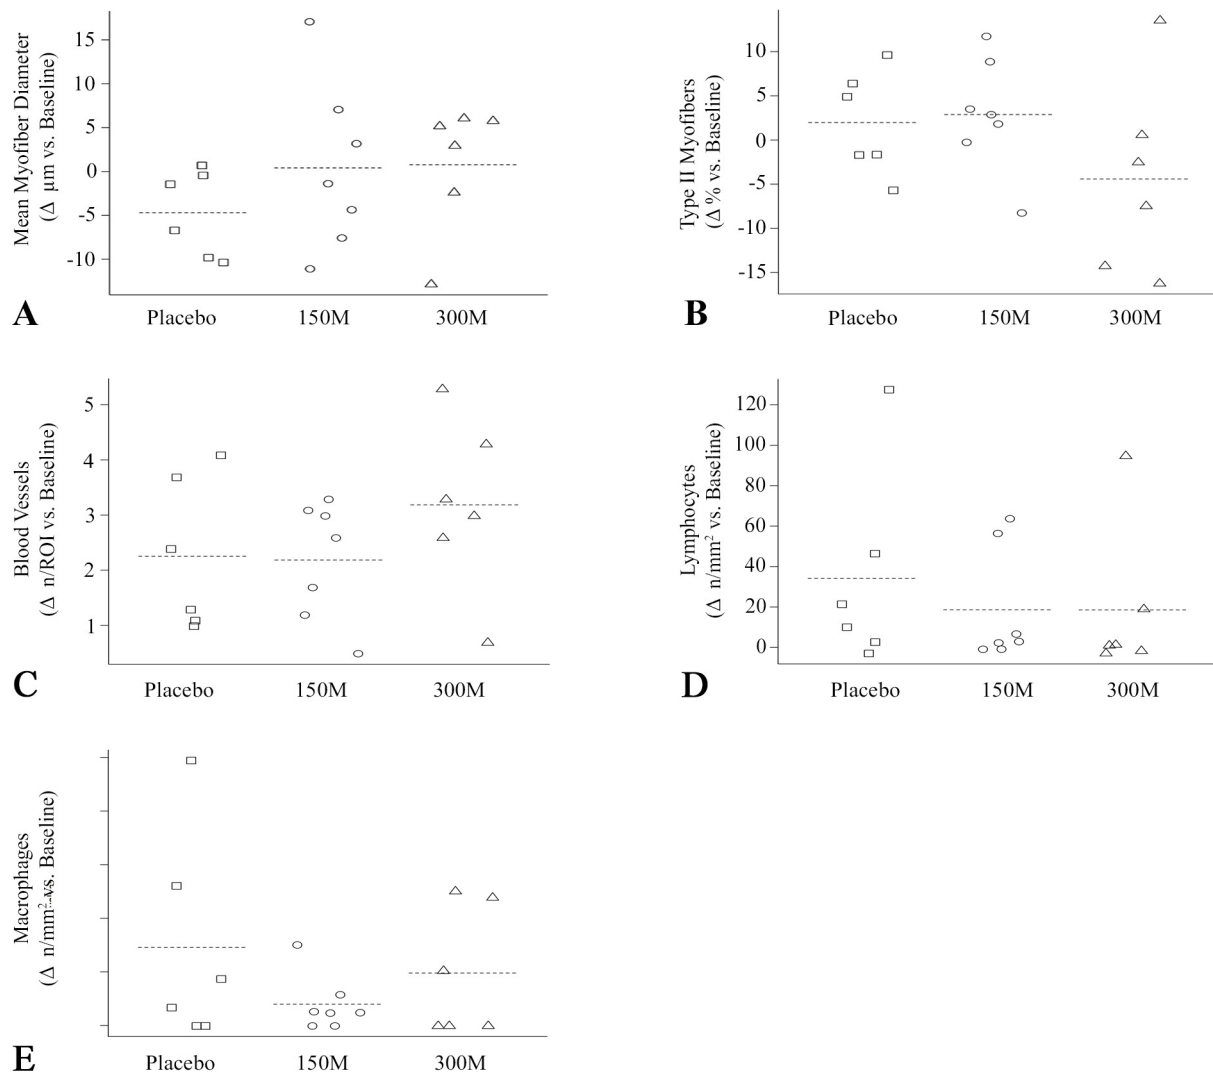 Mean Myofiber Diameter
(Δ µm vs. Baseline)
15
10
5
0
-5
-10
A
Placebo
150M
300M
Type II Myofibers
(Δ % vs. Baseline)
10
5
0
-5
-10
-15
B
Placebo
150M
300M
Blood Vessels
(Δ n/ROI vs. Baseline)
5
4
3
2
1
C
Placebo
150M
300M
Lymphocytes
(Δ n/mm² vs. Baseline)
120
100
80
60
40
20
0
D
Placebo
150M
300M
Macrophages
(Δ n/mm² vs. Baseline)
E
Placebo
150M
300M